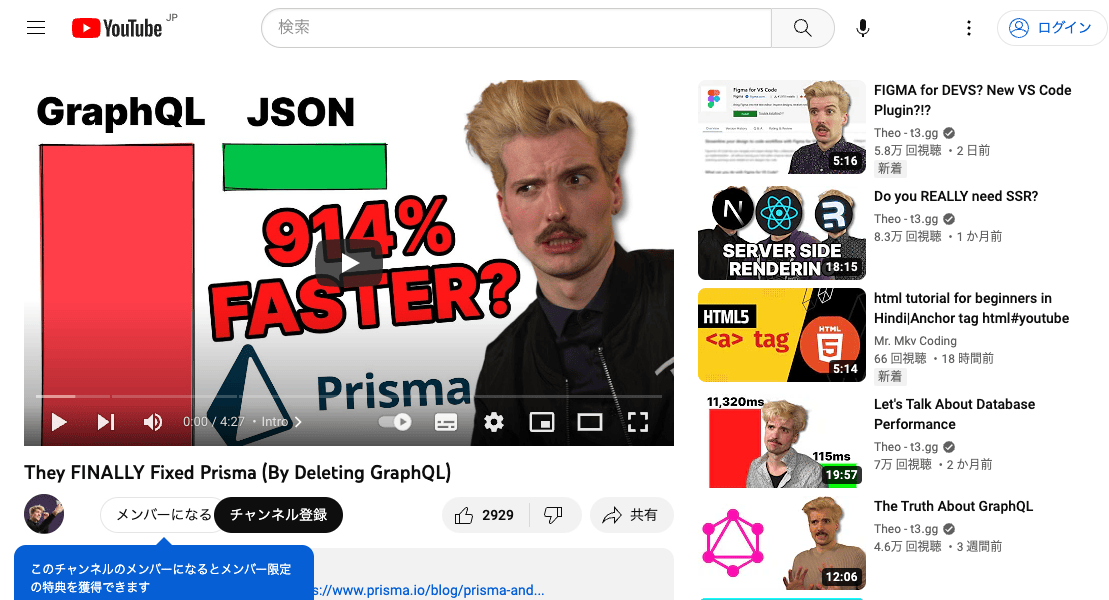 YouTube JP
検索
ログイン
GraphQL JSON
914%
FASTER?
Prisma
0:00 / 4:27 ・ Intro
They FINALLY Fixed Prisma (By Deleting GraphQL)
メンバーになる
チャンネル登録
2929
共有
このチャンネルのメンバーになるとメンバー限定
の特典を獲得できます
s://www.prisma.io/blog/prisma-and...
Figma for VS Code
5:16
FIGMA for DEVS? New VS Code
Plugin?!?
Theo - t3.gg
5.8万 回視聴 ・2 日前
新着
SERVER SIDE
RENDERIN
18:15
Do you REALLY need SSR?
Theo - t3.gg
8.3万 回視聴 ・1 か月前
HTML5
<a> tag
HTML
5
5:14
html tutorial for beginners in
Hindi|Anchor tag html#youtube
Mr. Mkv Coding
66 回視聴 ・18 時間前
新着
11,320ms
115ms
19:57
Let's Talk About Database
Performance
Theo - t3.gg
7万 回視聴 ・2 か月前
12:06
The Truth About GraphQL
Theo - t3.gg
4.6万 回視聴 ・3 週間前